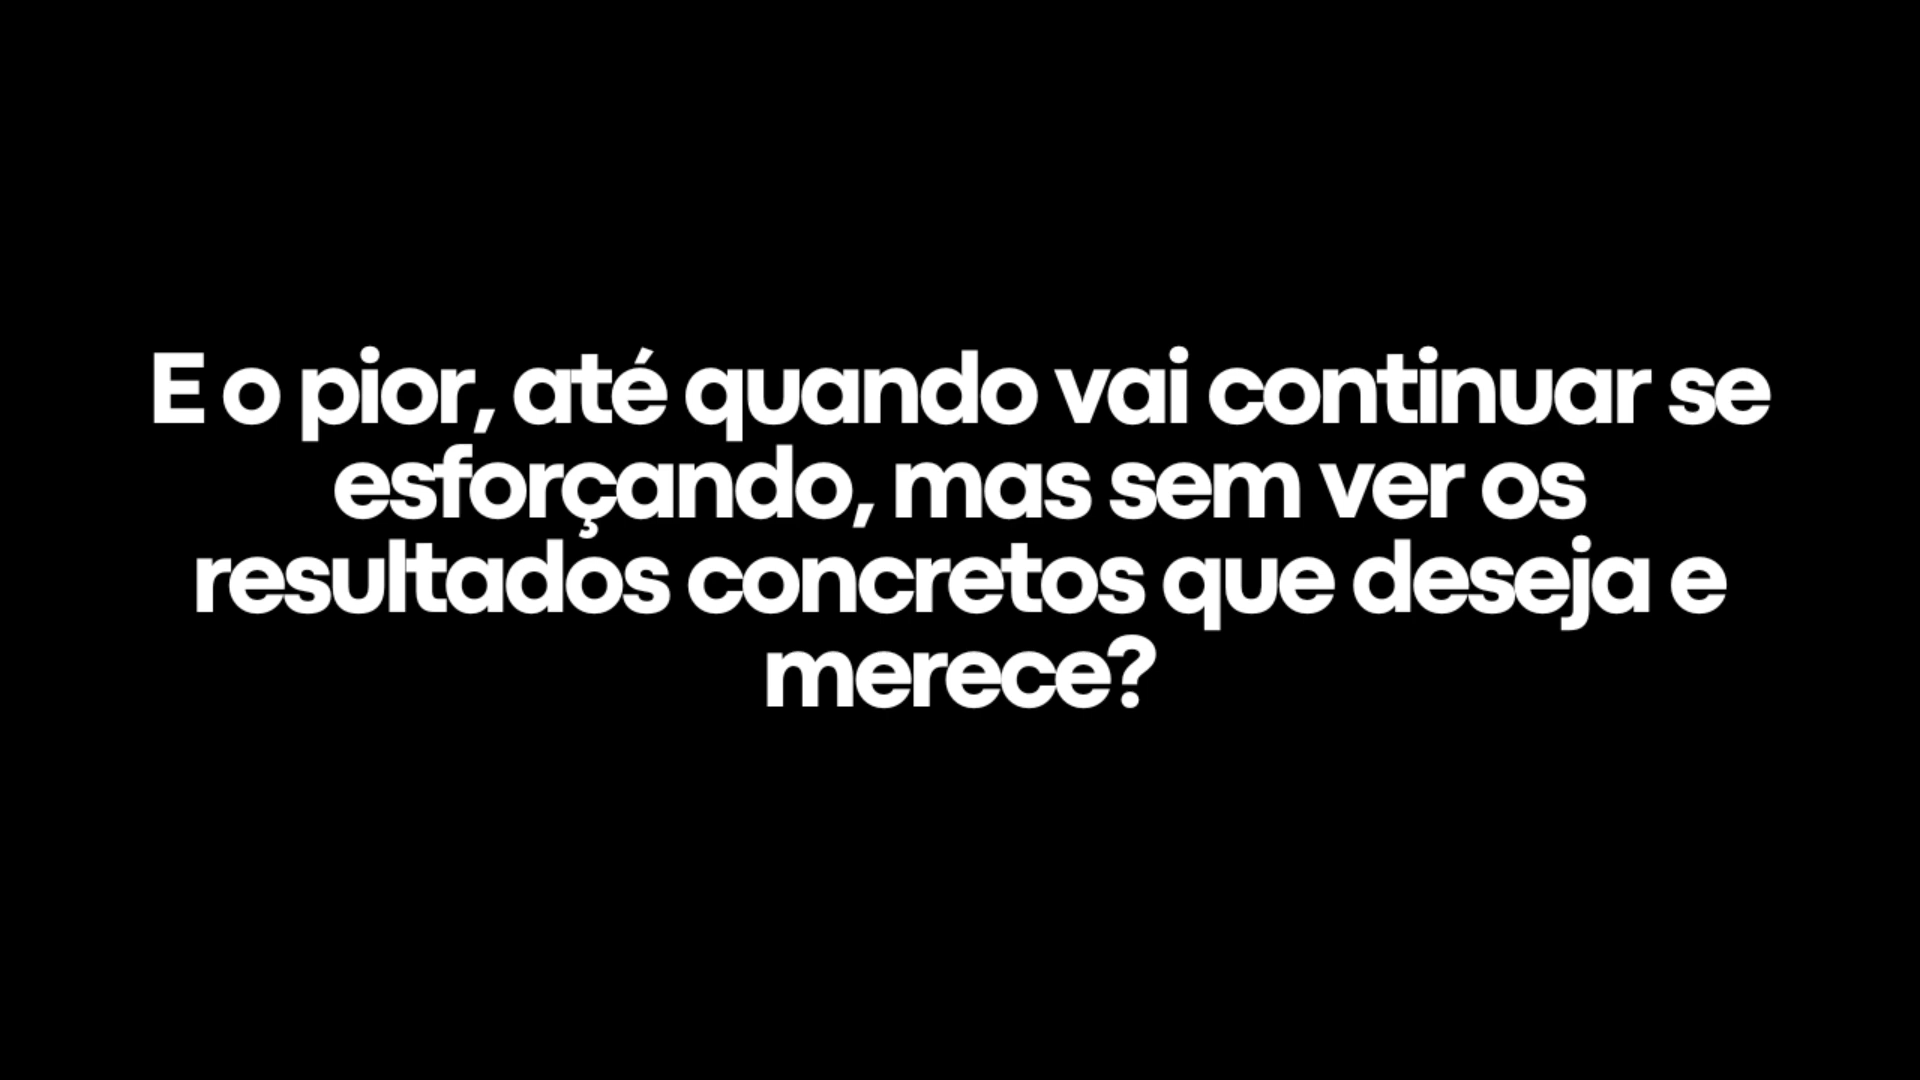 E o pior, até quando vai continuar se
esforçando, mas sem ver os
resultados concretos que deseja e
merece?